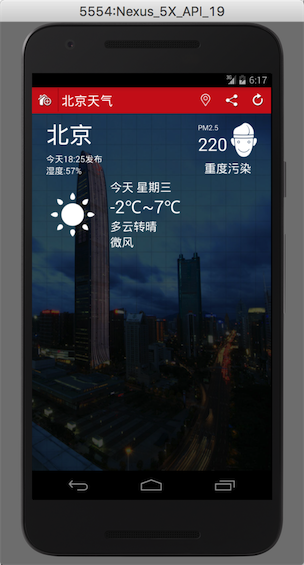 5554:Nexus_5X_API_19
3G 6:17
北京天气
北京
今天18:25发布
湿度:57%
PM2.5
220
重度污染
今天 星期三
-2℃~7℃
多云转晴
微风